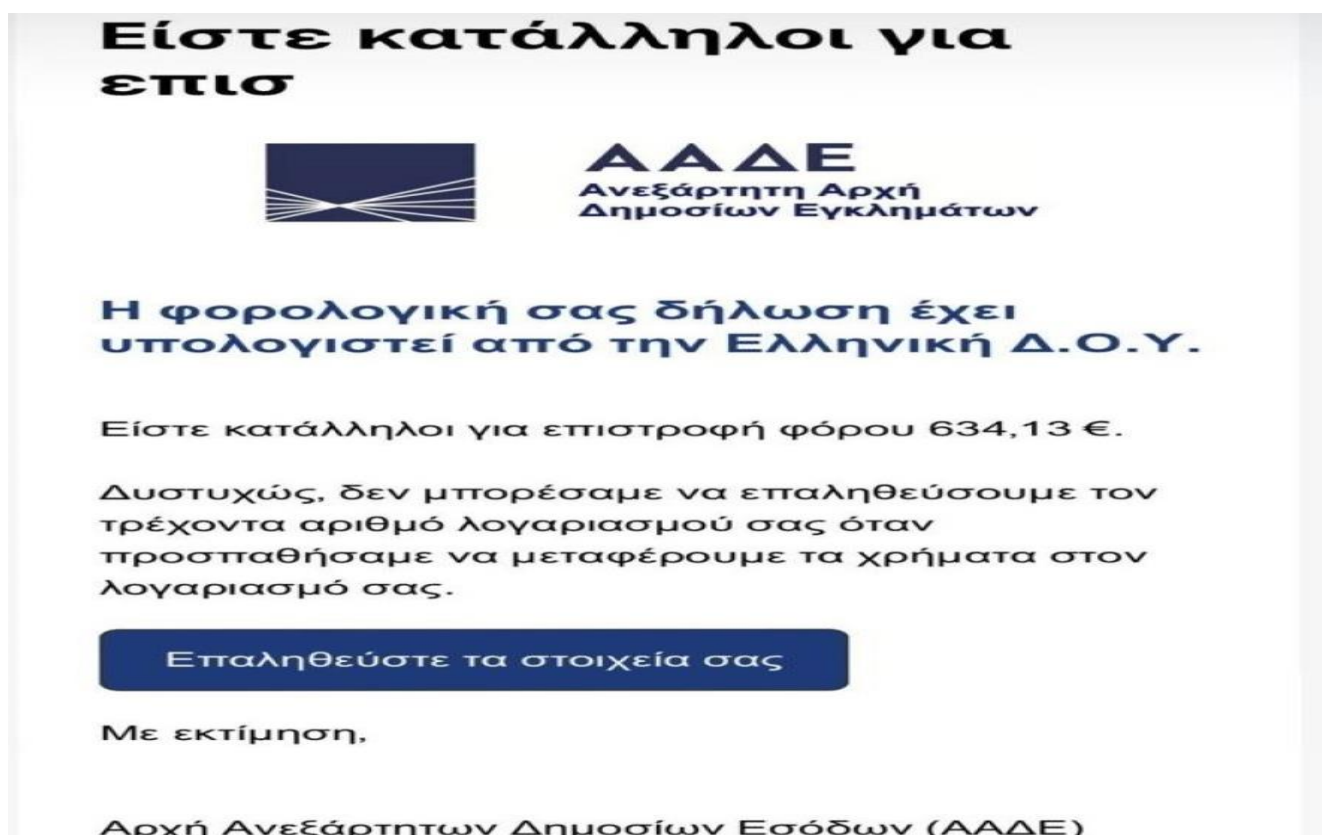 Είστε κατάλληλοι για
επισ
ΑΑΔΕ
Ανεξάρτητη Αρχή
Δημοσίων Εγκλημάτων
Η φορολογική σας δήλωση έχει
υπολογιστεί από την Ελληνική Δ.Ο.Υ.
Είστε κατάλληλοι για επιστροφή φόρου 634,13 €.
Δυστυχώς, δεν μπορέσαμε να επαληθεύσουμε τον
τρέχοντα αριθμό λογαριασμού σας όταν
προσπαθήσαμε να μεταφέρουμε τα χρήματα στον
λογαριασμό σας.
Επαληθεύστε τα στοιχεία σας
Με εκτίμηση,
Αρχή Ανεξάρτητων Δημοσίων Εσόδων (ΑΑΔΕ)